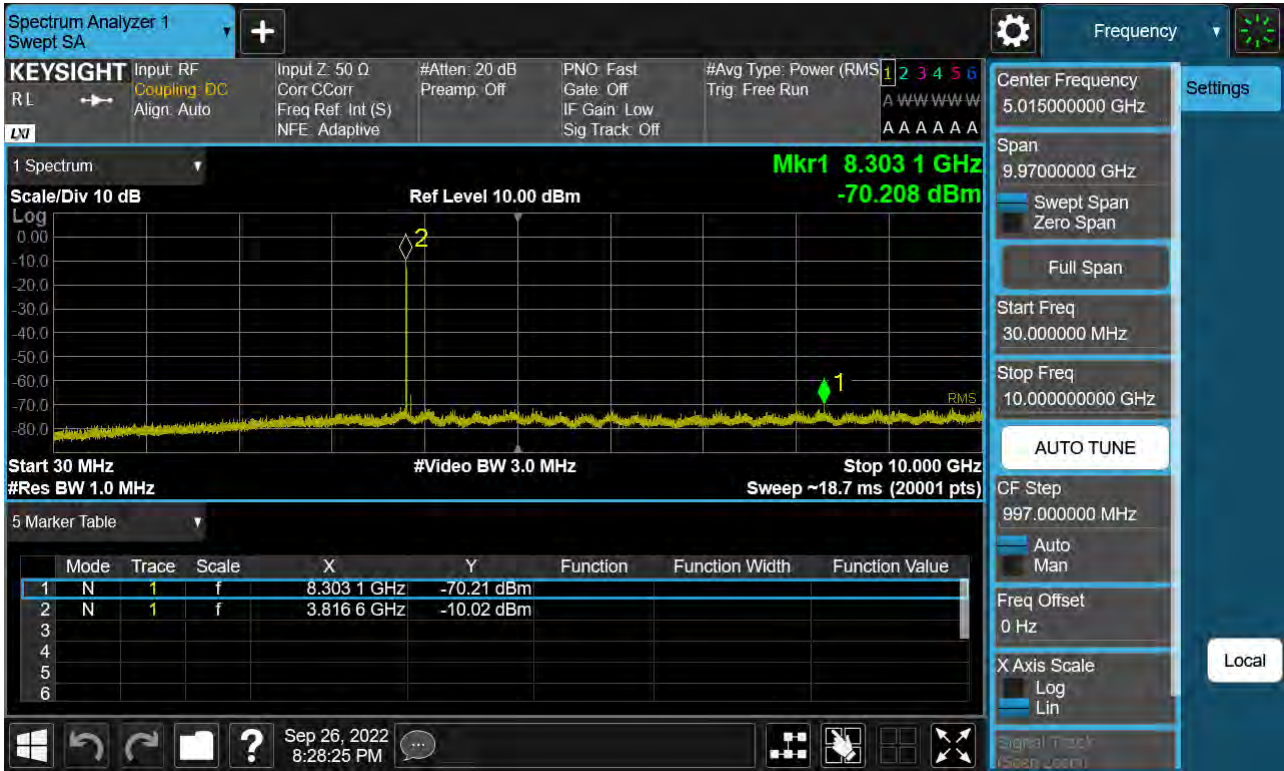 Spectrum Analyzer 1
Swept SA
Frequency
KEYSIGHT
RL
LXI
Input: RF
Coupling: DC
Align: Auto
Input Z: 50 Ω
Corr CCorr
Freq Ref: Int (S)
NFE: Adaptive
#Atten: 20 dB
Preamp: Off
PNO: Fast
Gate: Off
IF Gain: Low
Sig Track: Off
#Avg Type: Power (RMS
Trig: Free Run
1 2 3 4 5 6
A W W W W W
A A A A A A
1 Spectrum
Mkr1 8.303 1 GHz
-70.208 dBm
Scale/Div 10 dB
Ref Level 10.00 dBm
Log
0.00
-10.0
-20.0
-30.0
-40.0
-50.0
-60.0
-70.0
-80.0
2
1
RMS
Start 30 MHz
#Video BW 3.0 MHz
Stop 10.000 GHz
#Res BW 1.0 MHz
Sweep ~18.7 ms (20001 pts)
5 Marker Table
Mode Trace Scale X Y Function Function Width Function Value
1 N 1 f 8.303 1 GHz -70.21 dBm
2 N 1 f 3.816 6 GHz -10.02 dBm
3
4
5
6
Sep 26, 2022
8:28:25 PM
Center Frequency
5.015000000 GHz
Settings
Span
9.97000000 GHz
Swept Span
Zero Span
Full Span
Start Freq
30.000000 MHz
Stop Freq
10.000000000 GHz
AUTO TUNE
CF Step
997.000000 MHz
Auto
Man
Freq Offset
0 Hz
X Axis Scale
Log
Lin
Local
Signal Track
(Span Zoom)